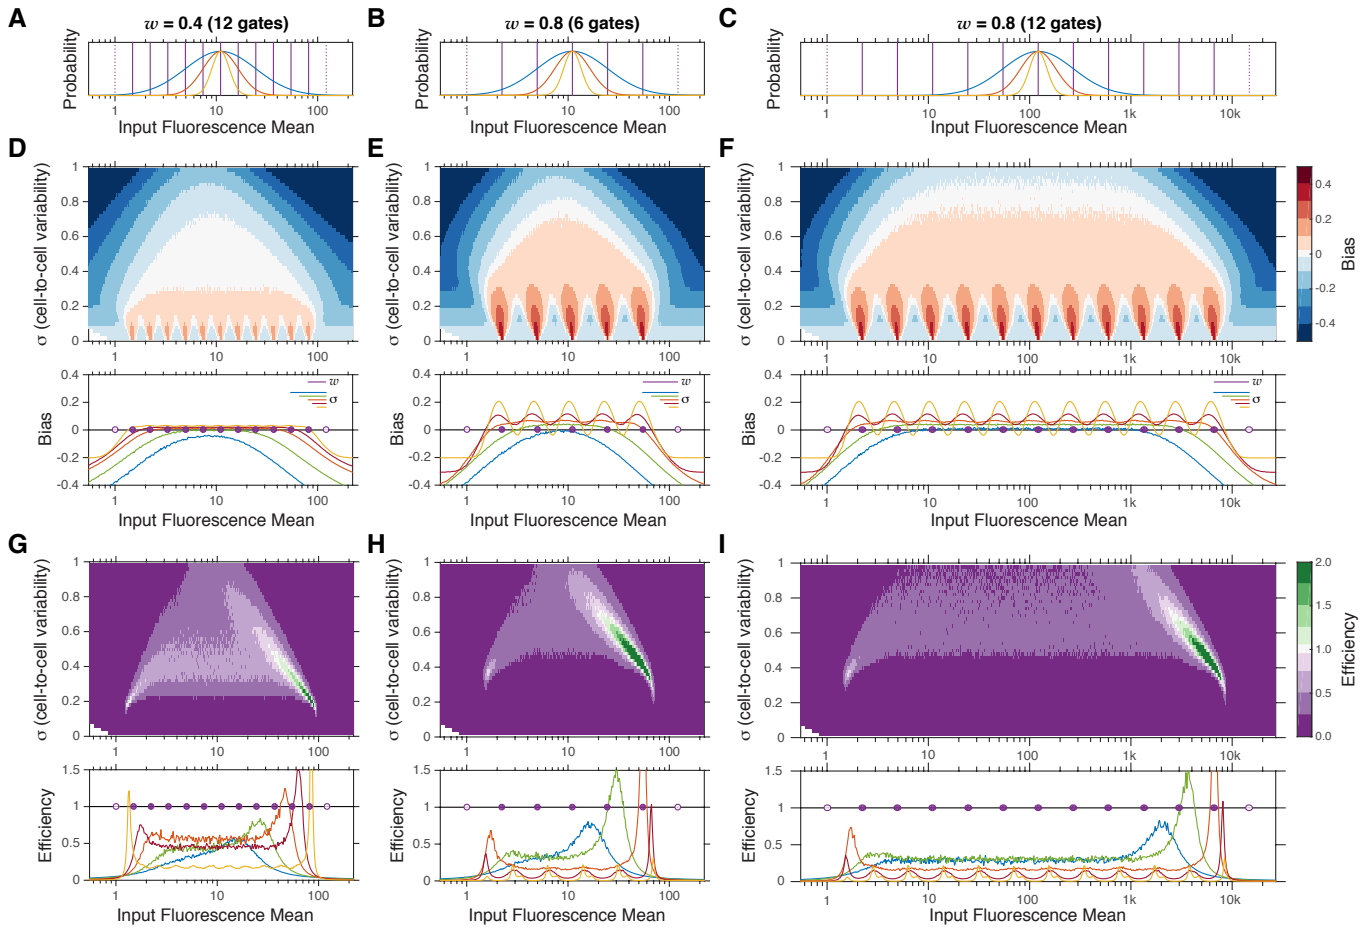 A
w = 0.4 (12 gates)
B
w = 0.8 (6 gates)
C
w = 0.8 (12 gates)
Probability
1 10 100
Input Fluorescence Mean
Probability
1 10 100
Input Fluorescence Mean
Probability
1 10 100 1k 10k
Input Fluorescence Mean
D
σ (cell-to-cell variability)
1
0.8
0.6
0.4
0.2
0
1 10 100
E
σ (cell-to-cell variability)
1
0.8
0.6
0.4
0.2
0
1 10 100
F
σ (cell-to-cell variability)
1
0.8
0.6
0.4
0.2
0
1 10 100 1k 10k
0.4
0.2
0
-0.2
-0.4
Bias
Bias
0.4
0.2
0
-0.2
-0.4
w
σ
1 10 100
Input Fluorescence Mean
Bias
0.4
0.2
0
-0.2
-0.4
w
σ
1 10 100
Input Fluorescence Mean
Bias
0.4
0.2
0
-0.2
-0.4
w
σ
1 10 100 1k 10k
Input Fluorescence Mean
G
σ (cell-to-cell variability)
1
0.8
0.6
0.4
0.2
0
1 10 100
H
σ (cell-to-cell variability)
1
0.8
0.6
0.4
0.2
0
1 10 100
I
σ (cell-to-cell variability)
1
0.8
0.6
0.4
0.2
0
1 10 100 1k 10k
2.0
1.5
1.0
0.5
0.0
Efficiency
Efficiency
1.5
1
0.5
0
1 10 100
Input Fluorescence Mean
Efficiency
1.5
1
0.5
0
1 10 100
Input Fluorescence Mean
Efficiency
1.5
1
0.5
0
1 10 100 1k 10k
Input Fluorescence Mean